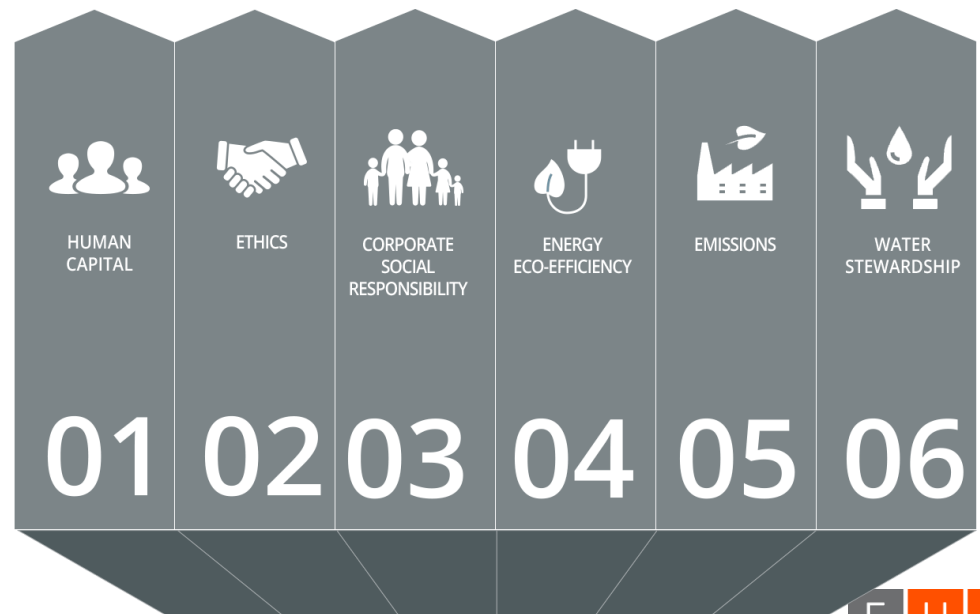 HUMAN
CAPITAL
ETHICS
CORPORATE
SOCIAL
RESPONSIBILITY
ENERGY
ECO-EFFICIENCY
EMISSIONS
WATER
STEWARDSHIP
01
02
03
04
05
06